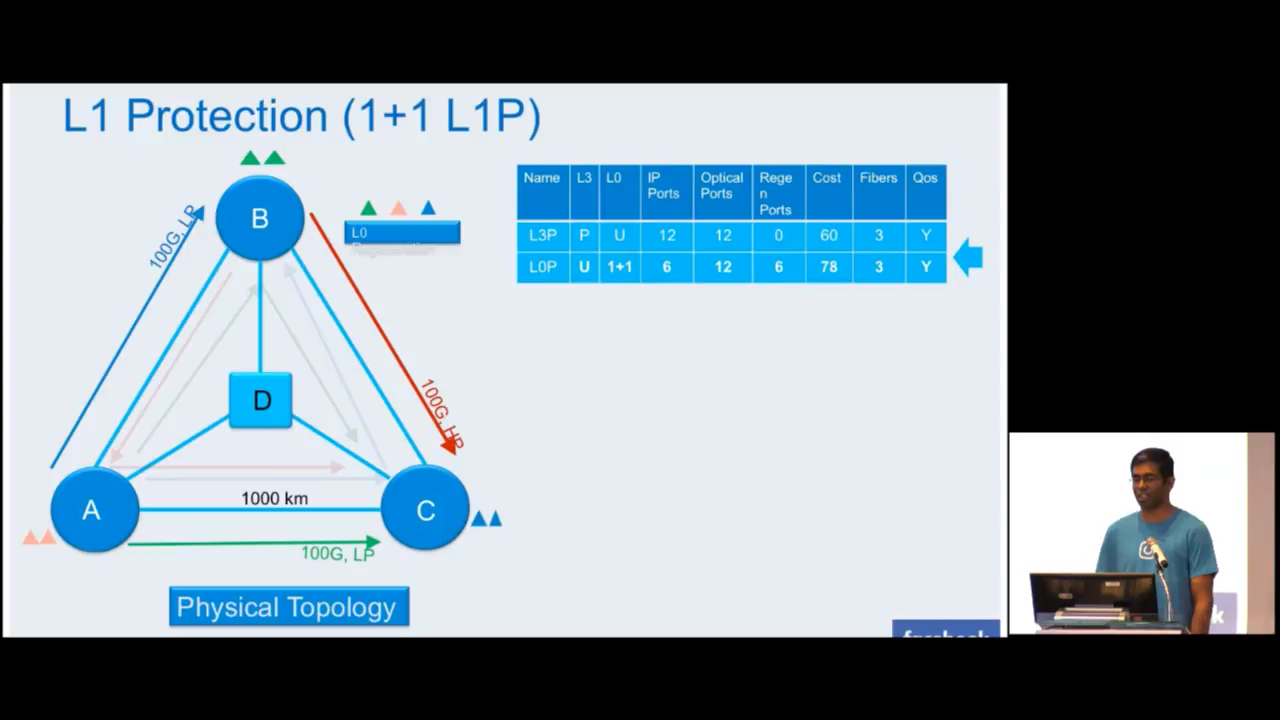 L1 Protection (1+1 L1P)
100G, LP
B
L0
100G, HP
D
A
1000 km
C
100G, LP
Physical Topology
Name L3 L0 IP Ports Optical Ports Rege n Ports Cost Fibers Qos
L3P P U 12 12 0 60 3 Y
L0P U 1+1 6 12 6 78 3 Y
facebook
k